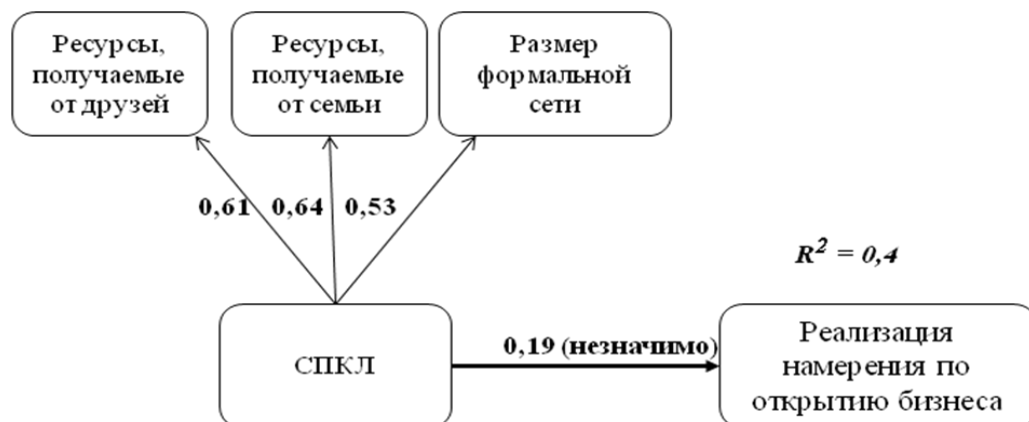 Ресурсы,
получаемые
от друзей
Ресурсы,
получаемые
от семьи
Размер
формальной
сети
0,61
0,64
0,53
R² = 0,4
СПКЛ
0,19 (незначимо)
Реализация
намерения по
открытию бизнеса